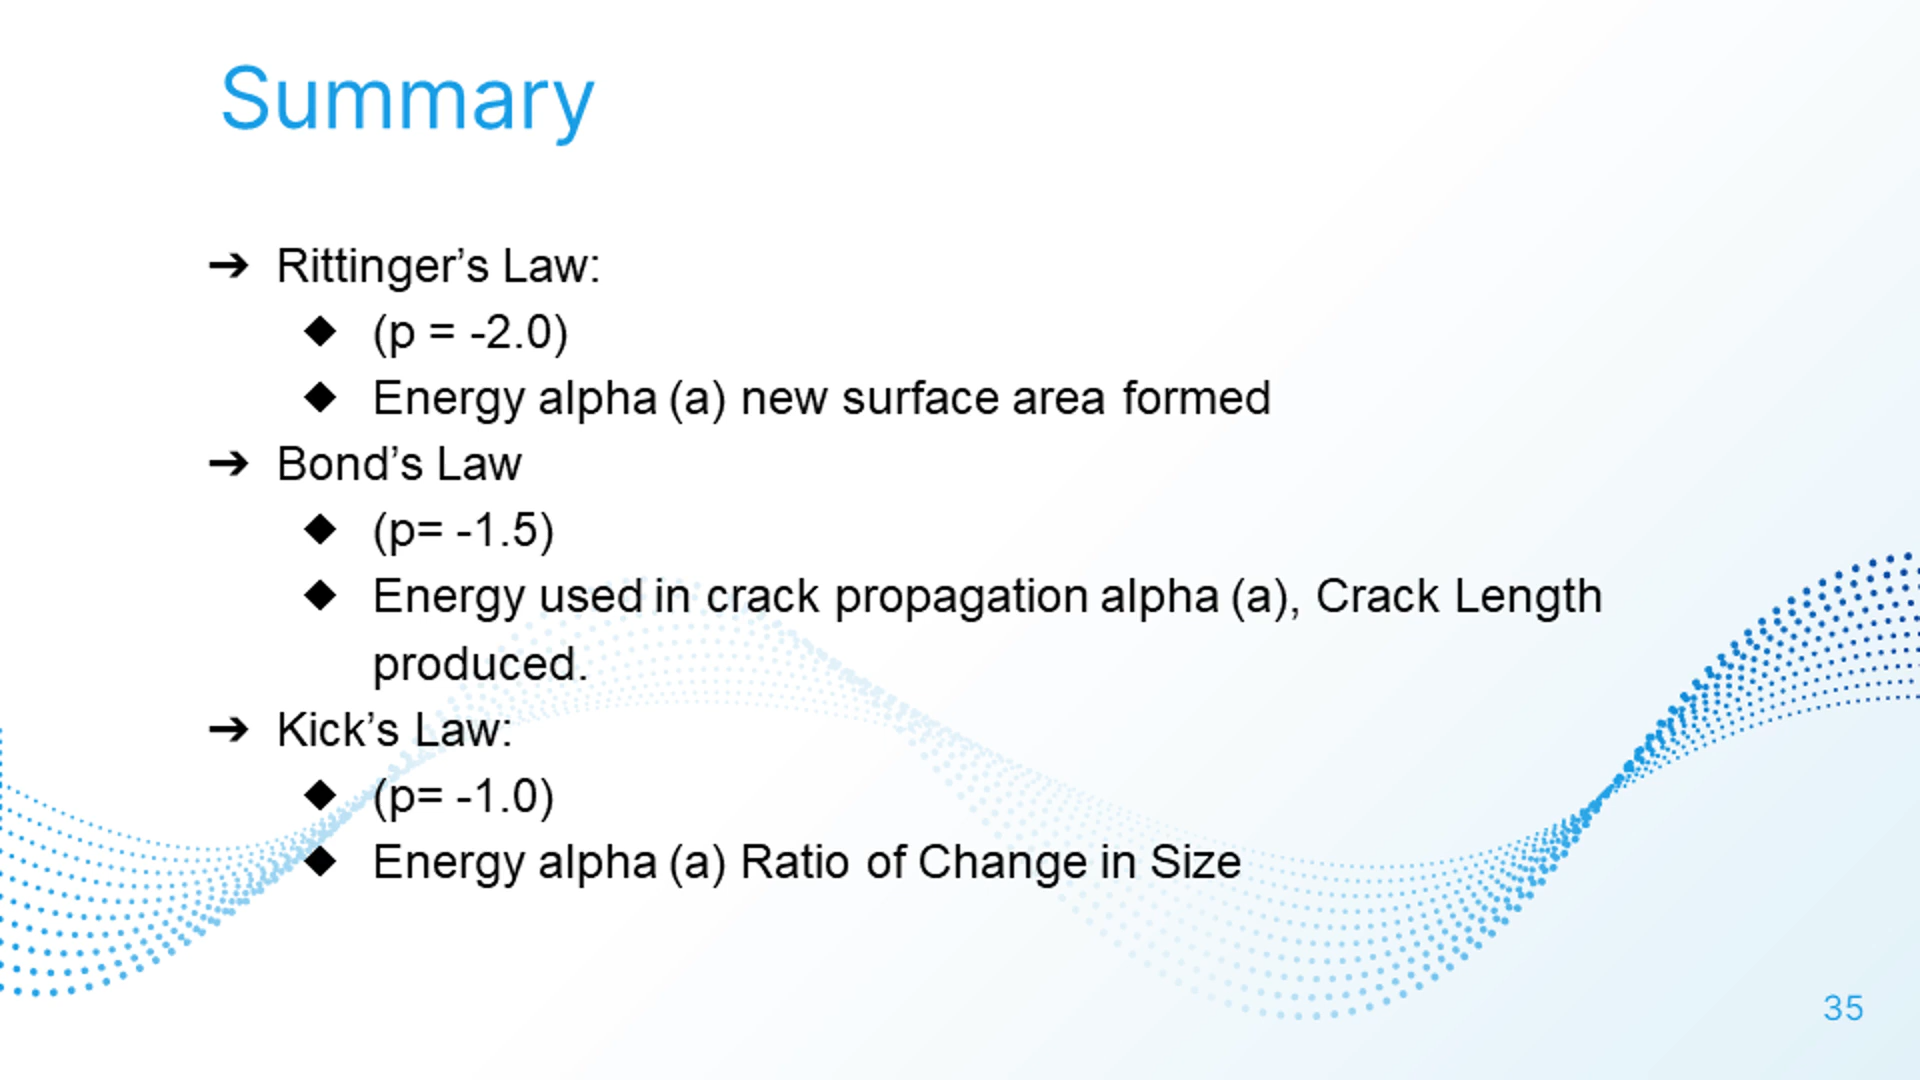 Summary
➔ Rittinger’s Law:
◆ (p = -2.0)
◆ Energy alpha (a) new surface area formed
➔ Bond’s Law
◆ (p= -1.5)
◆ Energy used in crack propagation alpha (a), Crack Length
produced.
➔ Kick’s Law:
◆ (p= -1.0)
◆ Energy alpha (a) Ratio of Change in Size
35